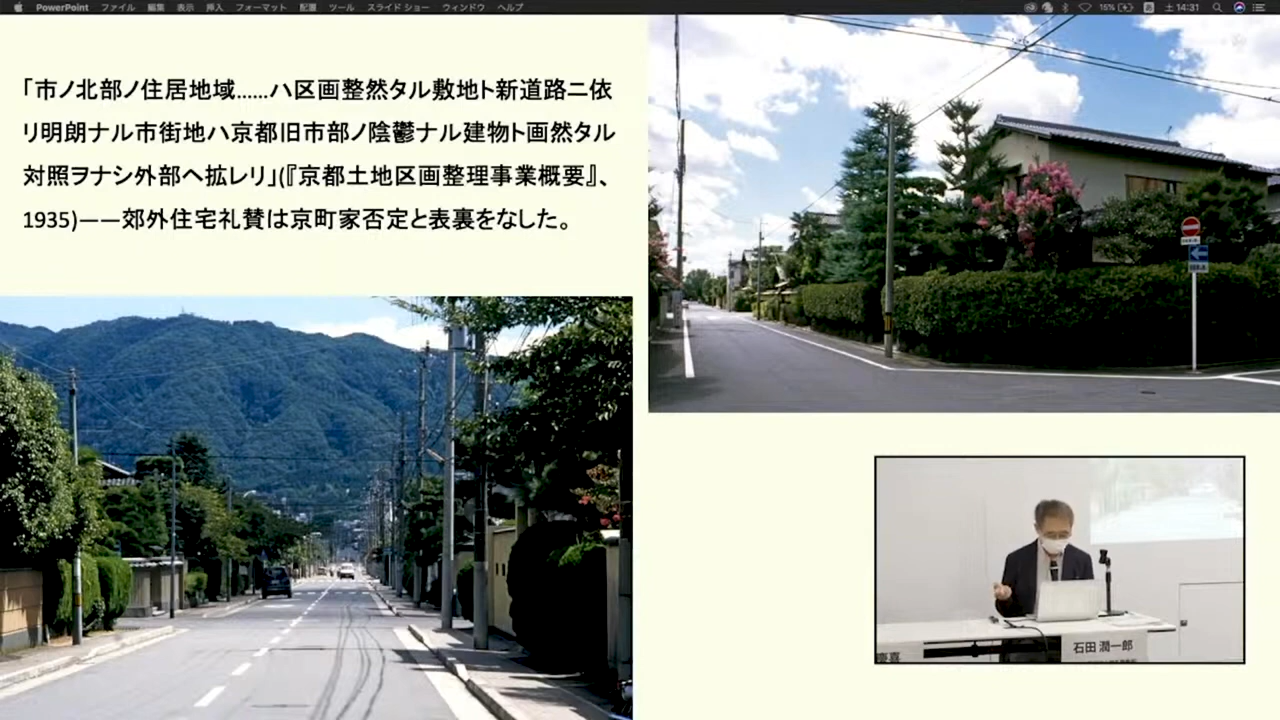 PowerPoint ファイル 編集 表示 挿入 フォーマット 配置 ツール スライド ショー ウィンドウ ヘルプ 15% あ 土 14:31
「市ノ北部ノ住居地域……ハ区画整然タル敷地ト新道路ニ依
リ明朗ナル市街地ハ京都旧市部ノ陰鬱ナル建物ト画然タル
対照ヲナシ外部ヘ拡レリ」(『京都土地区画整理事業概要』、
1935)——郊外住宅礼賛は京町家否定と表裏をなした。
石田 潤一郎
慶喜